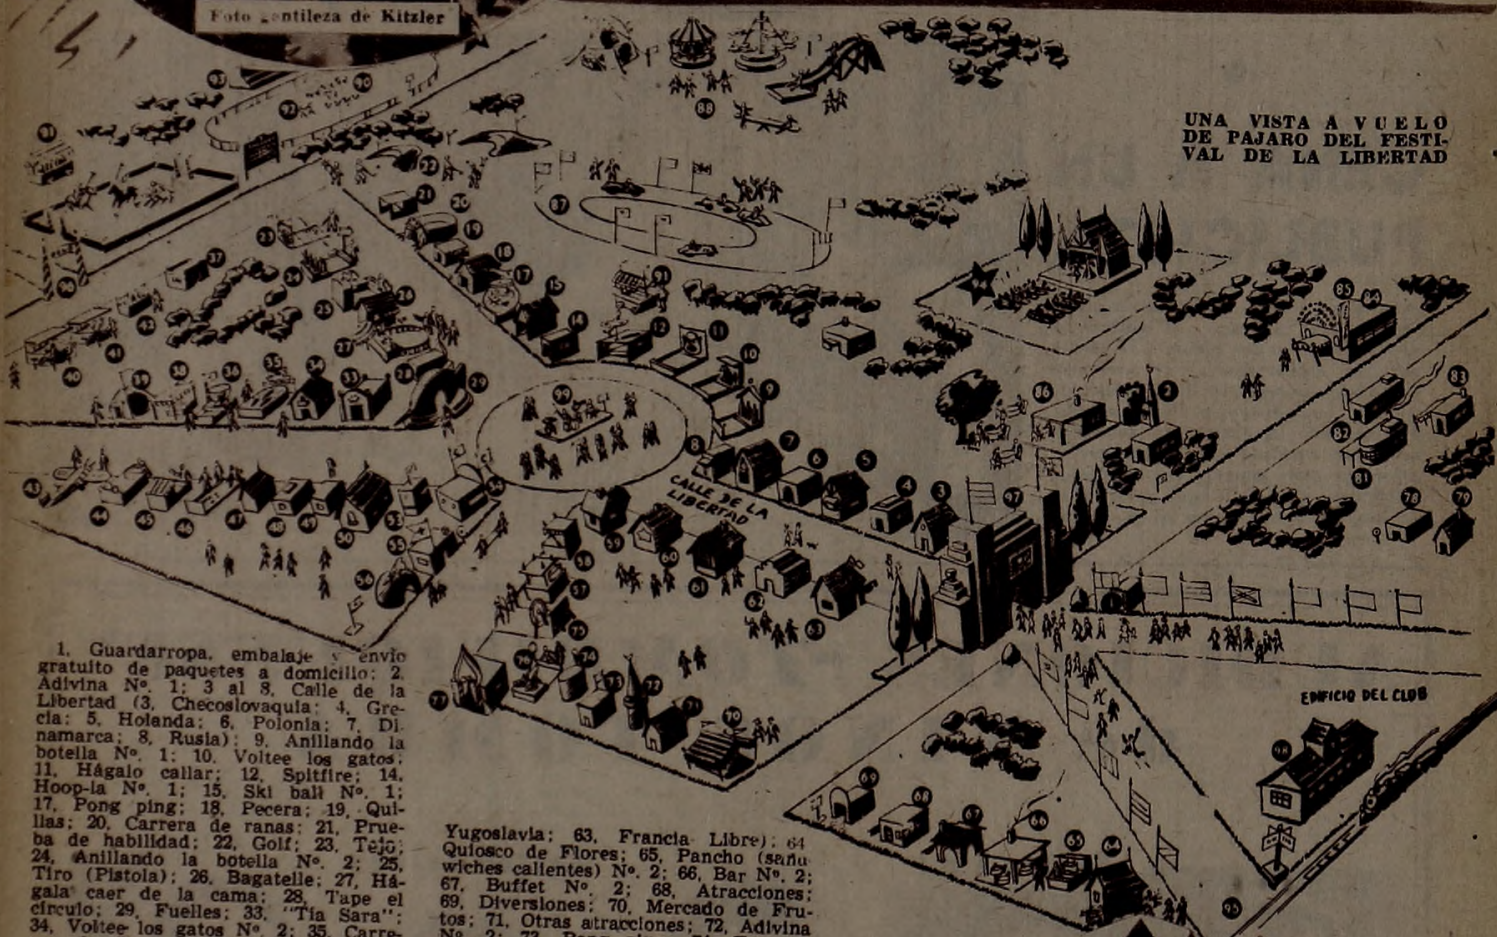 Foto gentileza de Kitzler
UNA VISTA A VUELO
DE PAJARO DEL FESTI-
VAL DE LA LIBERTAD
CALLE DE LA
LIBERTAD
EDIFICIO DEL CLUB
1, Guardarropa, embalaje y envío
gratuito de paquetes a domicilio; 2,
Adivina Nº. 1; 3 al 8, Calle de la
Libertad (3, Checoslovaquia; 4, Gre-
cia; 5, Holanda; 6, Polonia; 7, Di-
namarca; 8, Rusia); 9, Anillando la
botella Nº. 1; 10, Voltee los gatos;
11, Hágalo callar; 12, Spitfire; 14,
Hoop-la Nº. 1; 15, Ski ball Nº. 1;
17, Pong ping; 18, Pecera; 19, Qui-
llas; 20, Carrera de ranas; 21, Prue-
ba de habilidad; 22, Golf; 23, Tejo;
24, Anillando la botella Nº. 2; 25,
Tiro (Pistola); 26, Bagatelle; 27, Há-
gala caer de la cama; 28, Tape el
círculo; 29, Fuelles; 33, "Tía Sara";
34, Voltee los gatos Nº. 2; 35, Carre-
Yugoslavia; 63, Francia Libre); 64
Quiosco de Flores; 65, Pancho (sandu-
wiches calientes) Nº. 2; 66, Bar Nº. 2;
67, Buffet Nº. 2; 68, Atracciones;
69, Diversiones; 70, Mercado de Fru-
tos; 71, Otras atracciones; 72, Adivina
Nº. 2; 73,